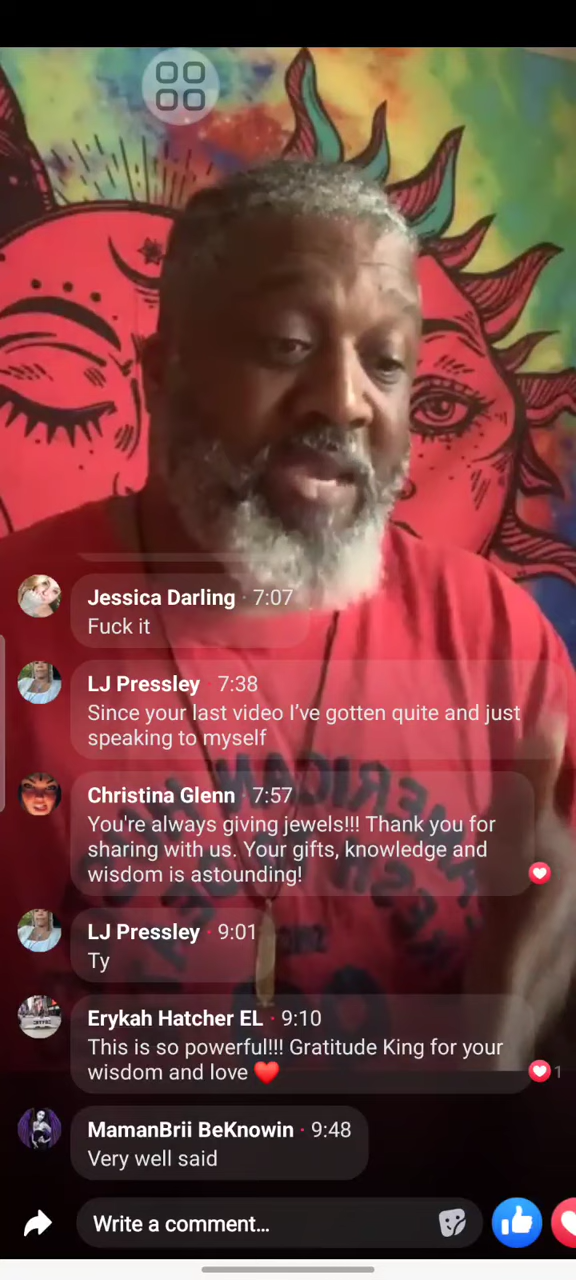 Jessica Darling · 7:07
Fuck it
LJ Pressley · 7:38
Since your last video I've gotten quite and just
speaking to myself
Christina Glenn · 7:57
You're always giving jewels!!! Thank you for
sharing with us. Your gifts, knowledge and
wisdom is astounding!
LJ Pressley · 9:01
Ty
Erykah Hatcher EL · 9:10
This is so powerful!!! Gratitude King for your
wisdom and love ❤️
1
MamanBrii BeKnowin · 9:48
Very well said
Write a comment...